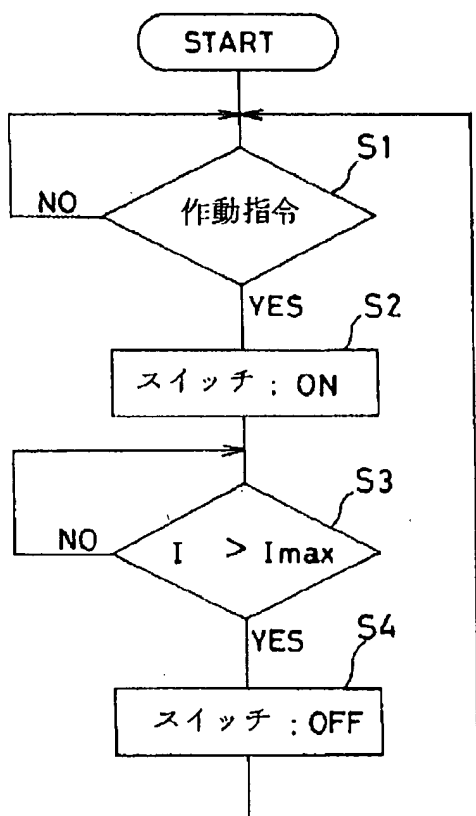 START
S1
作動指令
NO
YES
S2
スイッチ : ON
S3
I > Imax
NO
YES
S4
スイッチ : OFF